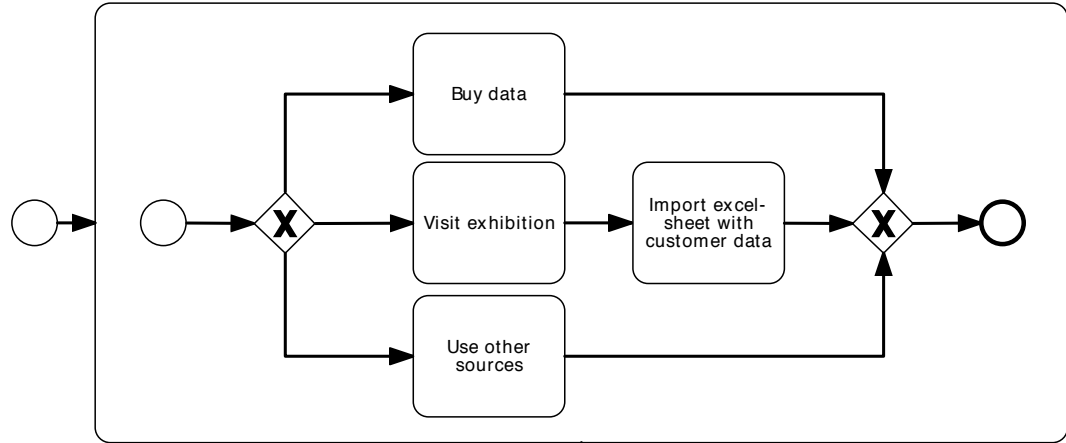 Buy data
Visit exhibition
Import excel-
sheet with
customer data
Use other
sources